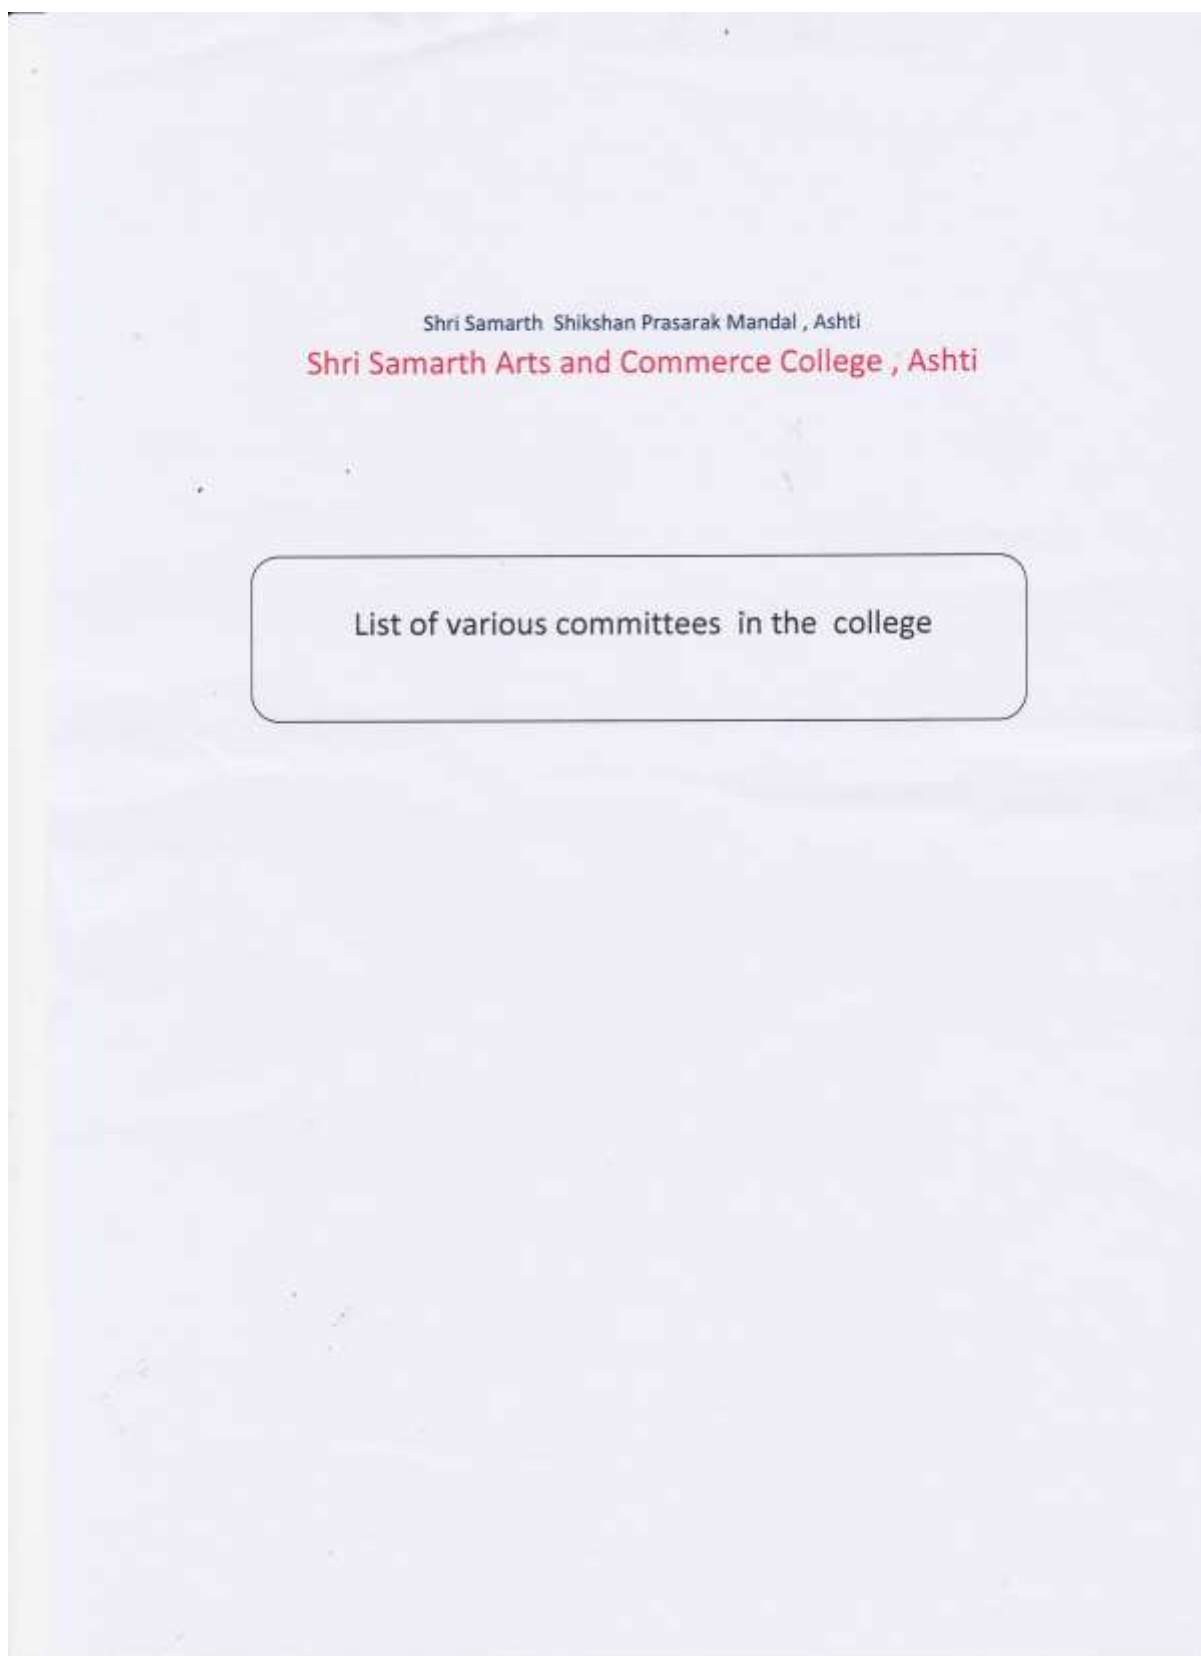 Shri Samarth Shikshan Prasarak Mandal , Ashti
Shri Samarth Arts and Commerce College , Ashti
List of various committees in the college